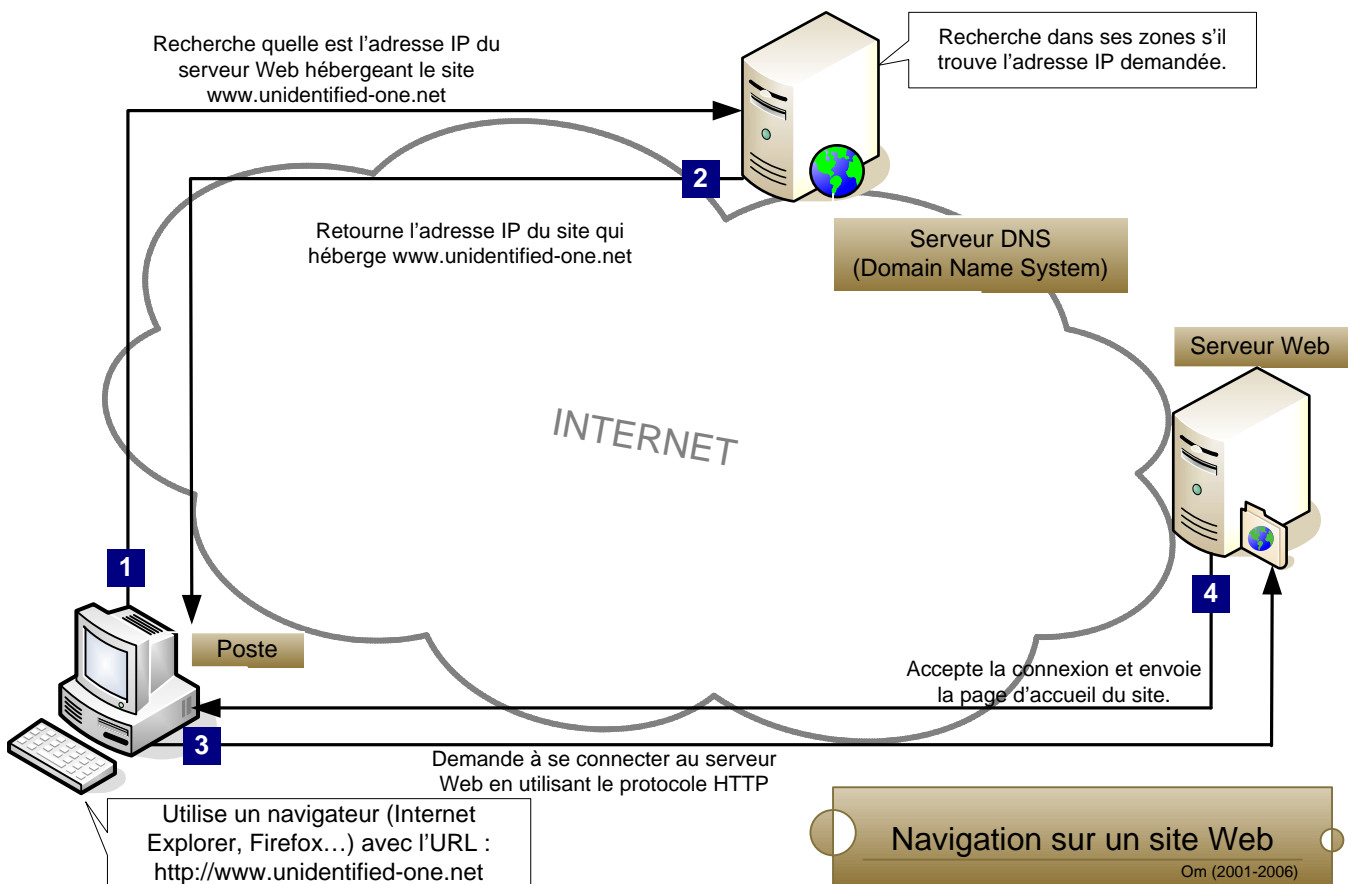 Recherche quelle est l’adresse IP du
serveur Web hébergeant le site
www.unidentified-one.net
Recherche dans ses zones s’il
trouve l’adresse IP demandée.
2
Retourne l’adresse IP du site qui
héberge www.unidentified-one.net
Serveur DNS
(Domain Name System)
Serveur Web
INTERNET
1
4
Poste
Accepte la connexion et envoie
la page d’accueil du site.
3
Demande à se connecter au serveur
Web en utilisant le protocole HTTP
Utilise un navigateur (Internet
Explorer, Firefox…) avec l’URL :
http://www.unidentified-one.net
Navigation sur un site Web
Om (2001-2006)